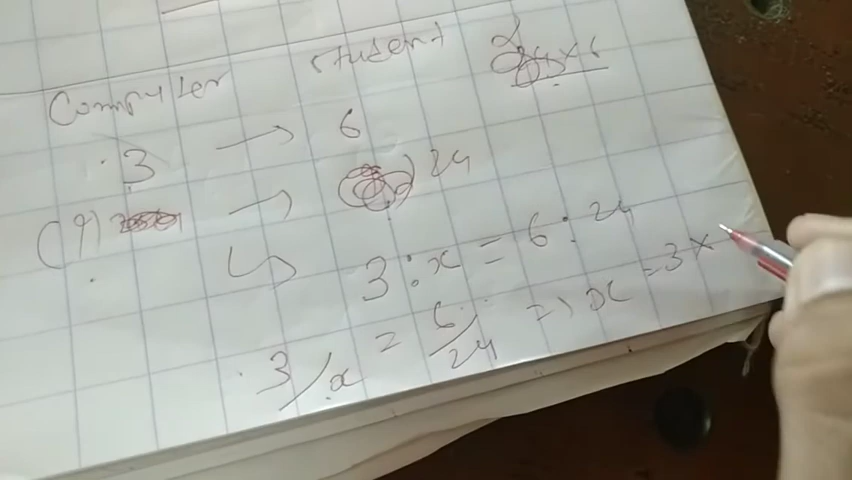 Computer student
3 → 6
(?) → 24
↳ 3 : x = 6 : 24
3/x = 6/24 => x = 3 ×